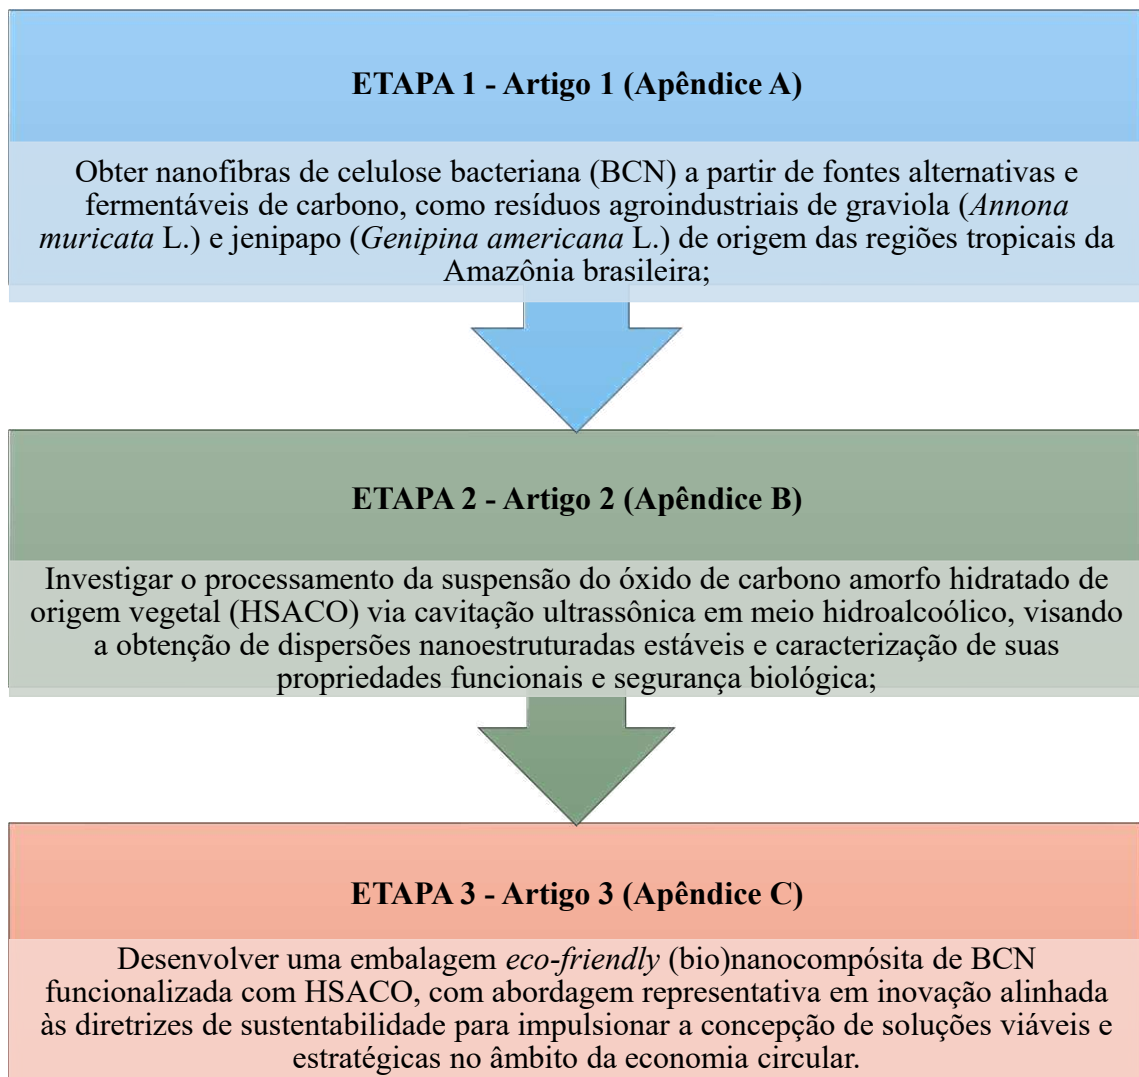 ETAPA 1 - Artigo 1 (Apêndice A)
Obter nanofibras de celulose bacteriana (BCN) a partir de fontes alternativas e
fermentáveis de carbono, como resíduos agroindustriais de graviola (Annona
muricata L.) e jenipapo (Genipina americana L.) de origem das regiões tropicais da
Amazônia brasileira;
ETAPA 2 - Artigo 2 (Apêndice B)
Investigar o processamento da suspensão do óxido de carbono amorfo hidratado de
origem vegetal (HSACO) via cavitação ultrassônica em meio hidroalcoólico, visando
a obtenção de dispersões nanoestruturadas estáveis e caracterização de suas
propriedades funcionais e segurança biológica;
ETAPA 3 - Artigo 3 (Apêndice C)
Desenvolver uma embalagem eco-friendly (bio)nanocompósita de BCN
funcionalizada com HSACO, com abordagem representativa em inovação alinhada
às diretrizes de sustentabilidade para impulsionar a concepção de soluções viáveis e
estratégicas no âmbito da economia circular.